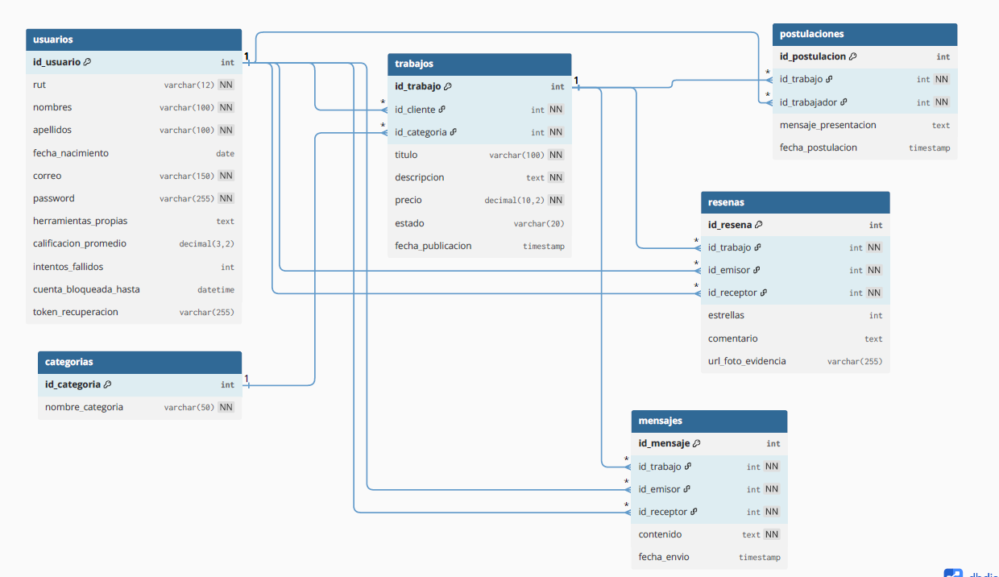 usuarios
id_usuario int
rut varchar(12) NN
nombres varchar(100) NN
apellidos varchar(100) NN
fecha_nacimiento date
correo varchar(150) NN
password varchar(255) NN
herramientas_propias text
calificacion_promedio decimal(3,2)
intentos_fallidos int
cuenta_bloqueada_hasta datetime
token_recuperacion varchar(255)
1
categorias
id_categoria int
nombre_categoria varchar(50) NN
1
trabajos
id_trabajo int
* id_cliente int NN
* id_categoria int NN
titulo varchar(100) NN
descripcion text NN
precio decimal(10,2) NN
estado varchar(20)
fecha_publicacion timestamp
1
postulaciones
id_postulacion int
* id_trabajo int NN
* id_trabajador int NN
mensaje_presentacion text
fecha_postulacion timestamp
resenas
id_resena int
* id_trabajo int NN
* id_emisor int NN
* id_receptor int NN
estrellas int
comentario text
url_foto_evidencia varchar(255)
mensajes
id_mensaje int
* id_trabajo int NN
* id_emisor int NN
* id_receptor int NN
contenido text NN
fecha_envio timestamp